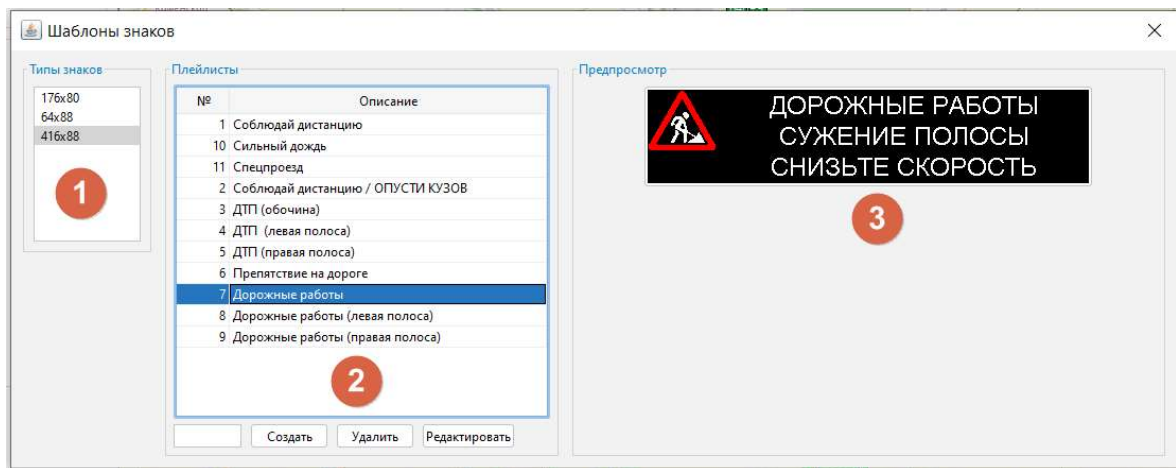 Шаблоны знаков
Типы знаков
176x80
64x88
416x88
1
Плейлисты
№ Описание
1 Соблюдай дистанцию
10 Сильный дождь
11 Спецпроезд
2 Соблюдай дистанцию / ОПУСТИ КУЗОВ
3 ДТП (обочина)
4 ДТП (левая полоса)
5 ДТП (правая полоса)
6 Препятствие на дороге
7 Дорожные работы
8 Дорожные работы (левая полоса)
9 Дорожные работы (правая полоса)
2
Создать Удалить Редактировать
Предпросмотр
ДОРОЖНЫЕ РАБОТЫ
СУЖЕНИЕ ПОЛОСЫ
СНИЗЬТЕ СКОРОСТЬ
3